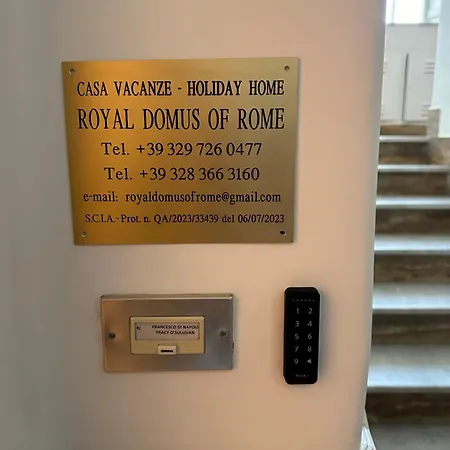 CASA VACANZE - HOLIDAY HOME
ROYAL DOMUS OF ROME
Tel. +39 329 726 0477
Tel. +39 328 366 3160
e-mail: royaldomusofrome@gmail.com
S.C.I.A.-Prot. n. QA/2023/33439 del 06/07/2023
FRANCESCO DI NAPOLI
TRACY O'SULLIVAN
1 2
3 4
5 6
7 8
9